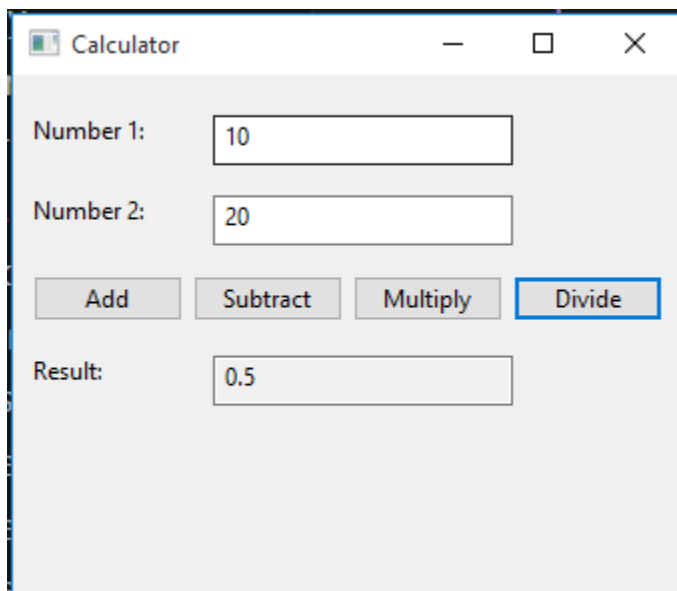 Calculator
Number 1: 10
Number 2: 20
Add Subtract Multiply Divide
Result: 0.5